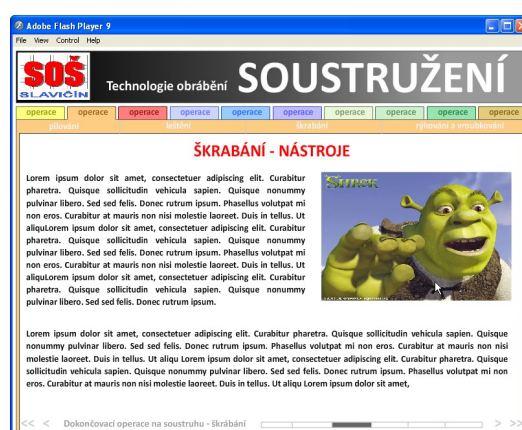 Adobe Flash Player 9
File View Control Help
SOŠ
SLAVIČÍN
Technologie obrábění SOUSTRUŽENÍ
operace operace operace operace operace operace operace operace operace operace
pilování leštění škrabání rýhování a vroubkování
ŠKRABÁNÍ - NÁSTROJE
Lorem ipsum dolor sit amet, consectetuer adipiscing elit. Curabitur
pharetra. Quisque sollicitudin vehicula sapien. Quisque nonummy
pulvinar libero. Sed sed felis. Donec rutrum ipsum. Phasellus volutpat mi
non eros. Curabitur at mauris non nisi molestie laoreet. Duis in tellus. Ut
aliquLorem ipsum dolor sit amet, consectetuer adipiscing elit. Curabitur
pharetra. Quisque sollicitudin vehicula sapien. Quisque nonummy
pulvinar libero. Sed sed felis. Donec rutrum ipsum. Phasellus volutpat mi
non eros. Curabitur at mauris non nisi molestie laoreet. Duis in tellus. Ut
aliquLorem ipsum dolor sit amet, consectetuer adipiscing elit. Curabitur
pharetra. Quisque sollicitudin vehicula sapien. Quisque nonummy
pulvinar libero. Sed sed felis. Donec rutrum ipsum.
SHREK
Lorem ipsum dolor sit amet, consectetuer adipiscing elit. Curabitur pharetra. Quisque sollicitudin vehicula sapien. Quisque
nonummy pulvinar libero. Sed sed felis. Donec rutrum ipsum. Phasellus volutpat mi non eros. Curabitur at mauris non nisi
molestie laoreet. Duis in tellus. Ut aliqu Lorem ipsum dolor sit amet, consectetuer adipiscing elit. Curabitur pharetra. Quisque
sollicitudin vehicula sapien. Quisque nonummy pulvinar libero. Sed sed felis. Donec rutrum ipsum. Phasellus volutpat mi non
eros. Curabitur at mauris non nisi molestie laoreet. Duis in tellus. Ut aliqu Lorem ipsum dolor sit amet,
<< < Dokončovací operace na soustruhu - škrábání > >>